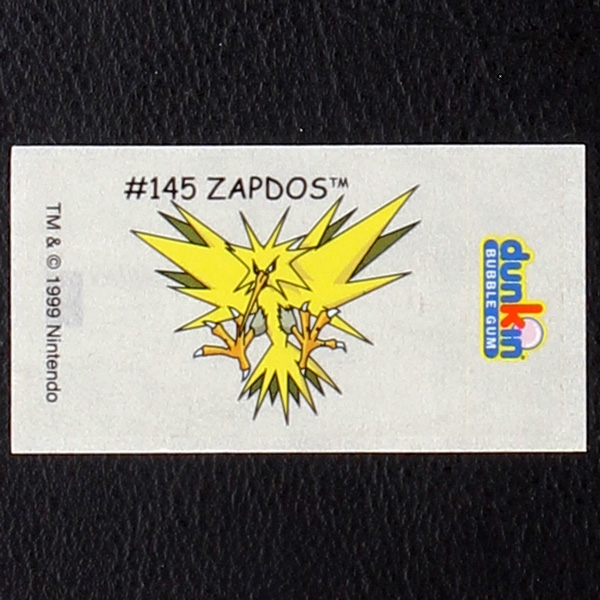 #145 ZAPDOS™
TM & © 1999 Nintendo
dunkin
BUBBLE GUM